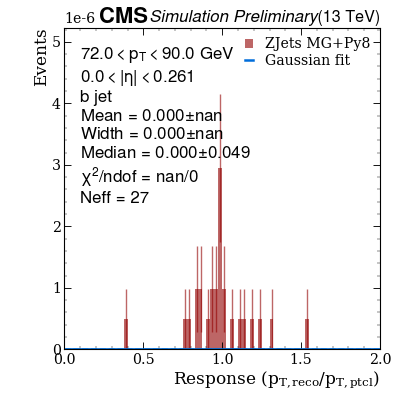 1e-6 CMS Simulation Preliminary (13 TeV)
Events
5
4
3
2
1
0
72.0 < p_T < 90.0 GeV
0.0 < |η| < 0.261
b jet
Mean = 0.000±nan
Width = 0.000±nan
Median = 0.000±0.049
χ²/ndof = nan/0
Neff = 27
ZJets MG+Py8
Gaussian fit
0.0 0.5 1.0 1.5 2.0
Response (p_T,reco/p_T,ptcl)